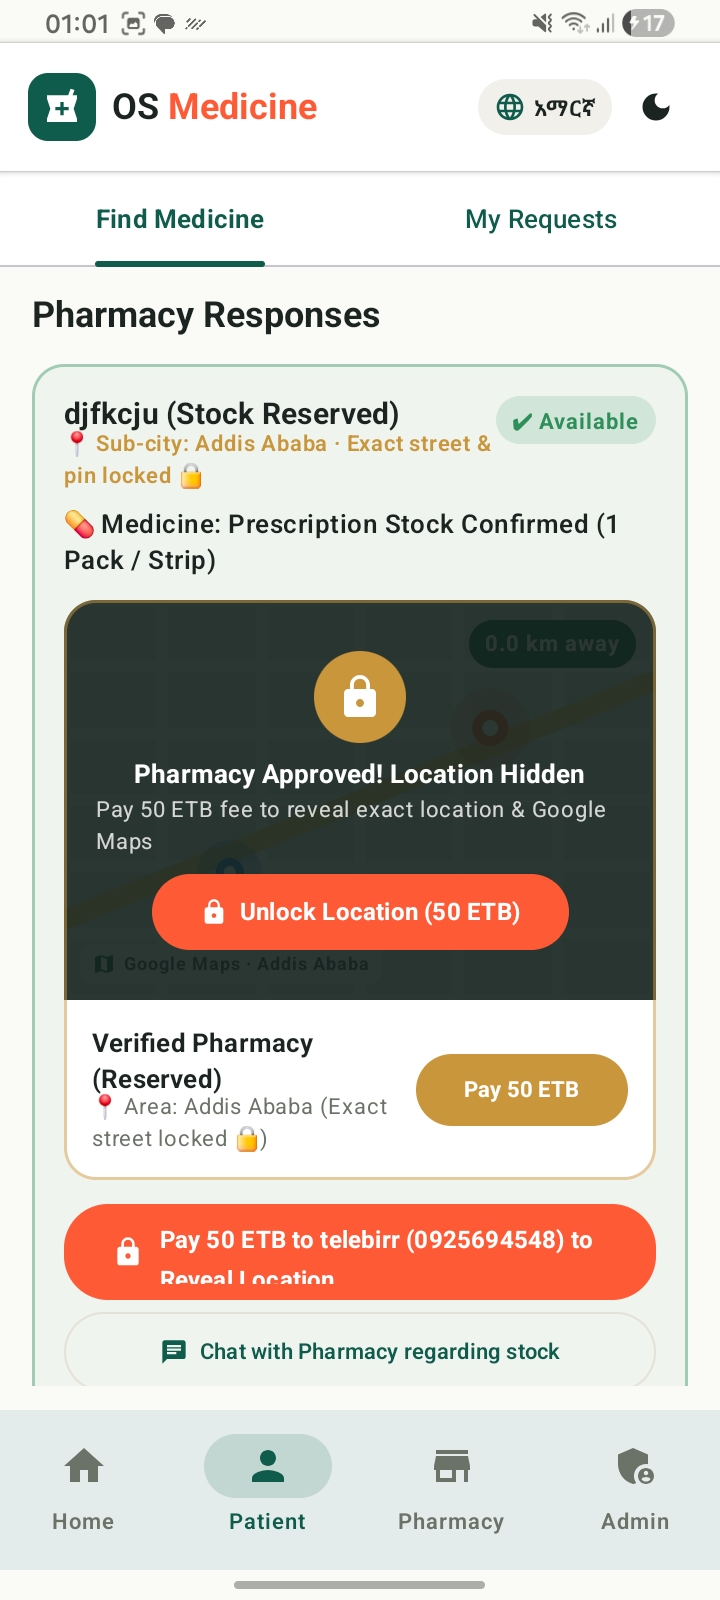 01:01
17
OS Medicine
አማርኛ
Find Medicine
My Requests
Pharmacy Responses
djfkcju (Stock Reserved)
✔ Available
📍 Sub-city: Addis Ababa · Exact street &
pin locked 🔒
💊 Medicine: Prescription Stock Confirmed (1
Pack / Strip)
0.0 km away
Pharmacy Approved! Location Hidden
Pay 50 ETB fee to reveal exact location & Google
Maps
Unlock Location (50 ETB)
Google Maps · Addis Ababa
Verified Pharmacy
(Reserved)
📍 Area: Addis Ababa (Exact
street locked 🔒)
Pay 50 ETB
Pay 50 ETB to telebirr (0925694548) to
Reveal Location
Chat with Pharmacy regarding stock
Home
Patient
Pharmacy
Admin